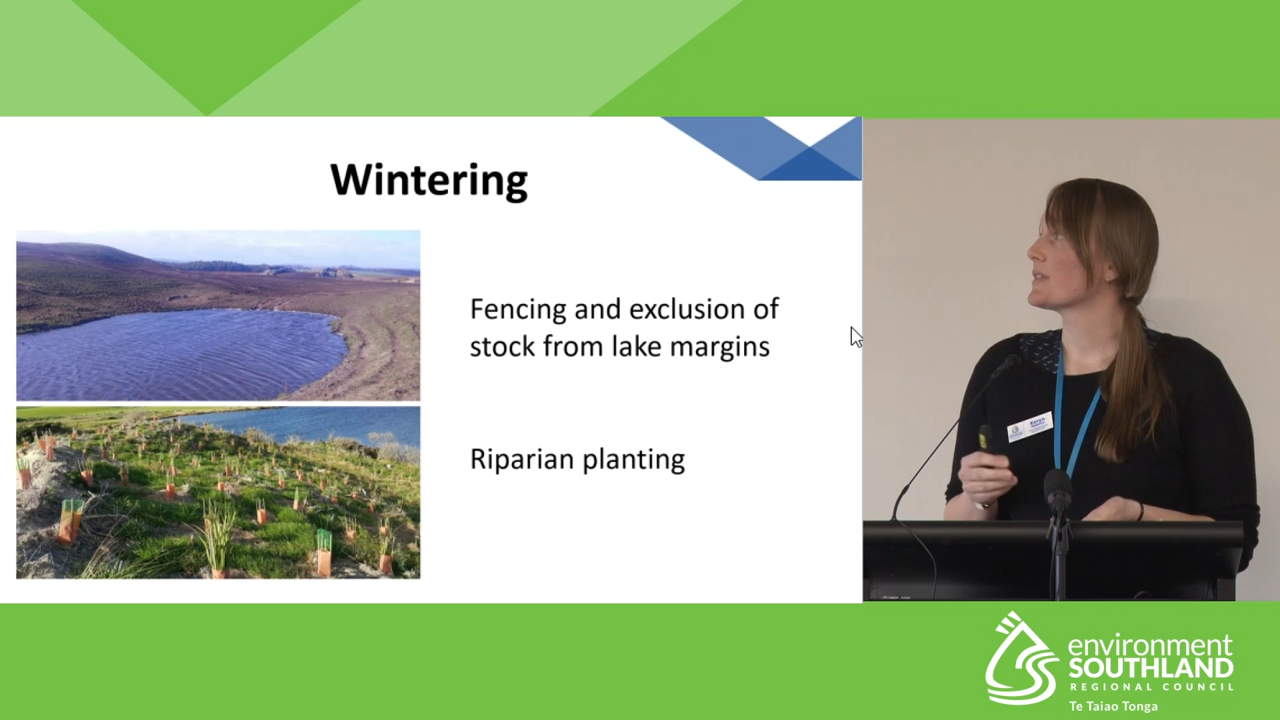 Wintering
Fencing and exclusion of
stock from lake margins
Riparian planting
environment
SOUTHLAND
REGIONAL COUNCIL
Te Taiao Tonga